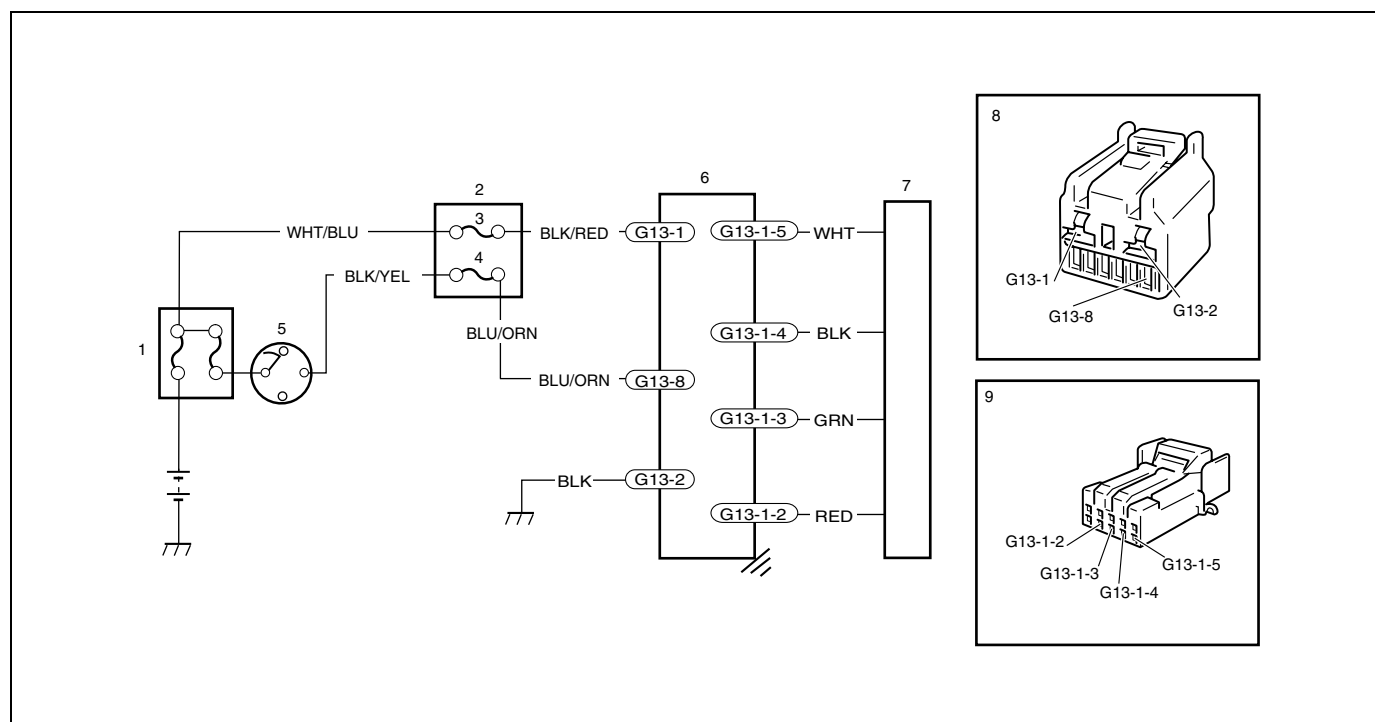 8
6
7
2
3
WHT/BLU
BLK/RED
G13-1
G13-1-5
WHT
4
BLK/YEL
G13-1
G13-8
G13-2
5
BLU/ORN
G13-1-4
BLK
1
BLU/ORN
G13-8
9
G13-1-3
GRN
BLK
G13-2
G13-1-2
RED
G13-1-2
G13-1-3
G13-1-4
G13-1-5